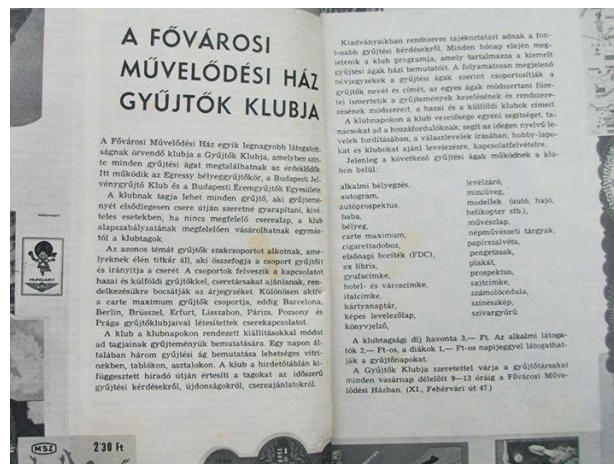 A FŐVÁROSI
MŰVELŐDÉSI HÁZ
GYŰJTŐK KLUBJA
A Fővárosi Művelődési Ház egyik legnagyobb látogatott-
ságnak örvendő klubja a Gyűjtők Klubja, amelyben szin-
te minden gyűjtési ágat megtalálhatnak az érdeklődők.
Itt működik az Egressy bélyeggyűjtőkör, a Budapesti Jel-
vénygyűjtő Klub és a Budapesti Éremgyűjtők Egyesülete.
A klubnak tagja lehet minden gyűjtő, aki gyűjtemé-
nyét elsődlegesen csere útján szeretné gyarapítani, kivé-
teles esetekben, ha nincs megfelelő cserealap, a klub
alapszabályzatának megfelelően vásárolhatnak egymás-
tól a klubtagok.
Az azonos témát gyűjtők szakcsoportot alkotnak, ame-
lyeknek élén titkár áll, aki összefogja a csoport gyűjtőit
és irányítja a cserét. A csoportok felveszik a kapcsolatot
hazai és külföldi gyűjtőkkel, cseretársakat ajánlanak, ren-
delkezésükre bocsátják az árjegyzéket. Különösen aktív
a carte maximum gyűjtők csoportja, eddig Barcelona,
Berlin, Brüsszel, Erfurt, Lisszabon, Párizs, Pozsony és
Prága gyűjtőklubjaival létesítettek cserekapcsolatot.
A klub a klubnapokon rendezett kiállításokkal módot
ad tagjainak gyűjteményük bemutatására. Egy napon ál-
talában három gyűjtési ág bemutatása lehetséges vitri-
nekben, tablókon, asztalokon. A klub a hirdetőtáblán ki-
függesztett híradó útján értesíti a tagokat az időszerű
gyűjtési kérdésekről, újdonságokról, csereajánlatokról.
HUNGARY
MSZ
2'30 Ft
Kiadványaikban rendszeres tájékoztatást adnak a fon-
tosabb gyűjtési kérdésekről. Minden hónap elején meg-
jelenik a klub programja, amely tartalmazza a kiemelt
gyűjtési ágak házi bemutatóit. A folyamatosan megjelenő
névjegyzékek a gyűjtési ágak szerint csoportosítják a
gyűjtők nevét és címét, az egyes ágak módszertani füze-
tei ismertetik a gyűjtemények kezelésének és rendszere-
zésének módszereit, a hazai és a külföldi klubok címeit.
A klubnapokon a klub vezetősége egyéni segítséget, ta-
nácsokat ad a hozzáfordulóknak, segít az idegen nyelvű le-
velek fordításában, a válaszlevelek írásában, hobby-lapo-
kat és klubokat ajánl levelezésre, kapcsolatfelvételre.
Jelenleg a következő gyűjtési ágak működnek a klu-
bon belül:
alkalmi bélyegzés,
autogram,
autóprospektus,
baba,
bélyeg,
carte maximum,
cigarettadoboz,
elsőnapi boríték (FDC),
ex libris,
gyufacímke,
hotel- és városcímke,
italcímke,
kártyanaptár,
képes levelezőlap,
könyvjelző,
levélzáró,
miniüveg,
modellek (autó, hajó,
helikopter stb.),
művészlap,
népművészeti tárgyak,
papírszalvéta,
pengetasak,
plakát,
prospektus,
sajtcímke,
számolócédula,
színészkép,
szivargyűrű.
A klubtagsági díj havonta 3,— Ft. Az alkalmi látoga-
tók 2,— Ft-os, a diákok 1,— Ft-os napijeggyel látogathat-
ják a gyűjtőnapokat.
A Gyűjtők Klubja szeretettel várja a gyűjtőtársakat
minden vasárnap délelőtt 9—13 óráig a Fővárosi Műve-
lődési Házban. (XI., Fehérvári út 47.)